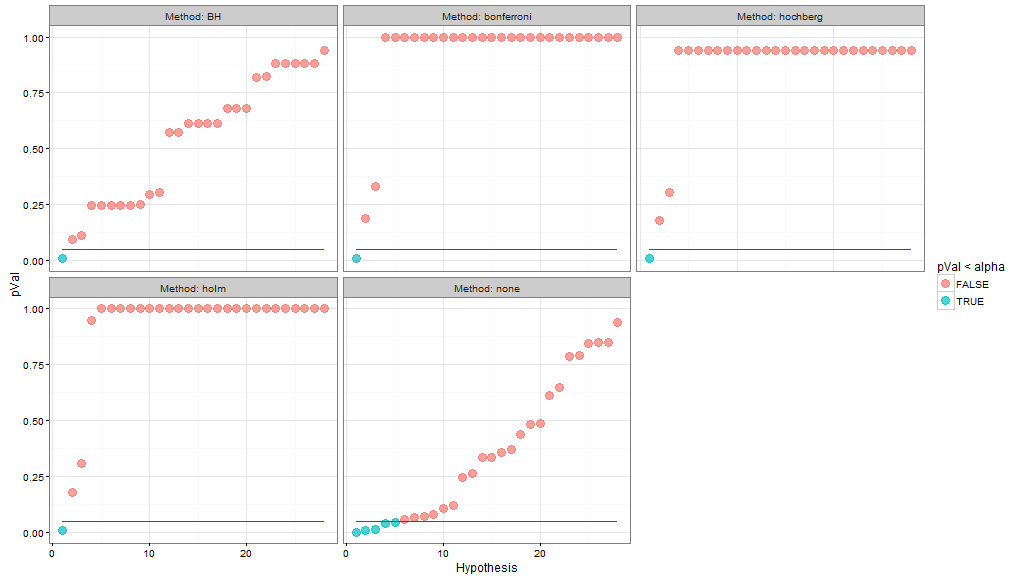 Method: BH
Method: bonferroni
Method: hochberg
1.00
0.75
0.50
0.25
0.00
pVal
Method: holm
Method: none
1.00
0.75
0.50
0.25
0.00
0 10 20
0 10 20
Hypothesis
pVal < alpha
FALSE
TRUE